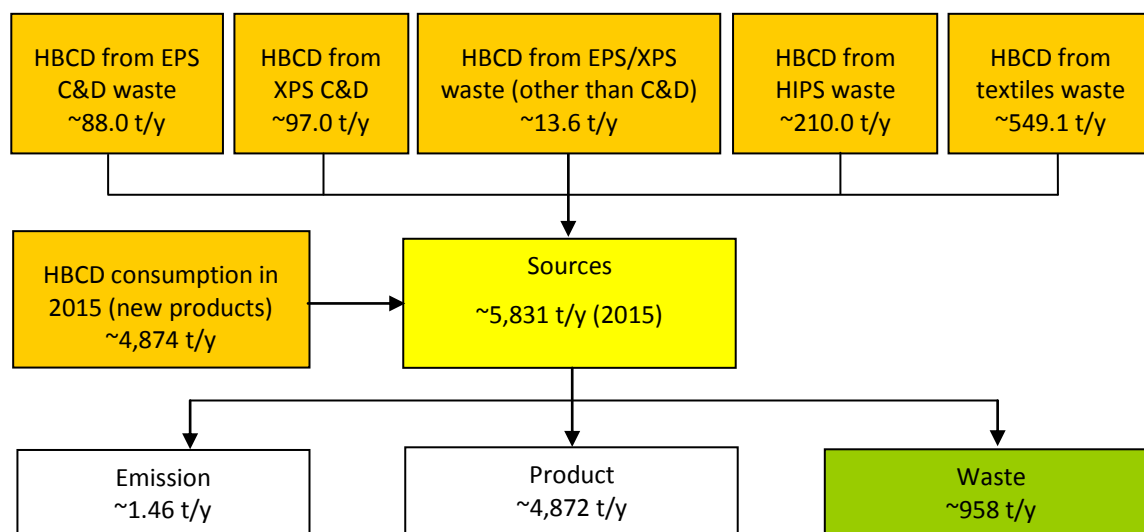 HBCD from EPS
C&D waste
~88.0 t/y
HBCD from
XPS C&D
~97.0 t/y
HBCD from EPS/XPS
waste (other than C&D)
~13.6 t/y
HBCD from
HIPS waste
~210.0 t/y
HBCD from
textiles waste
~549.1 t/y
HBCD consumption in
2015 (new products)
~4,874 t/y
Sources
~5,831 t/y (2015)
Emission
~1.46 t/y
Product
~4,872 t/y
Waste
~958 t/y